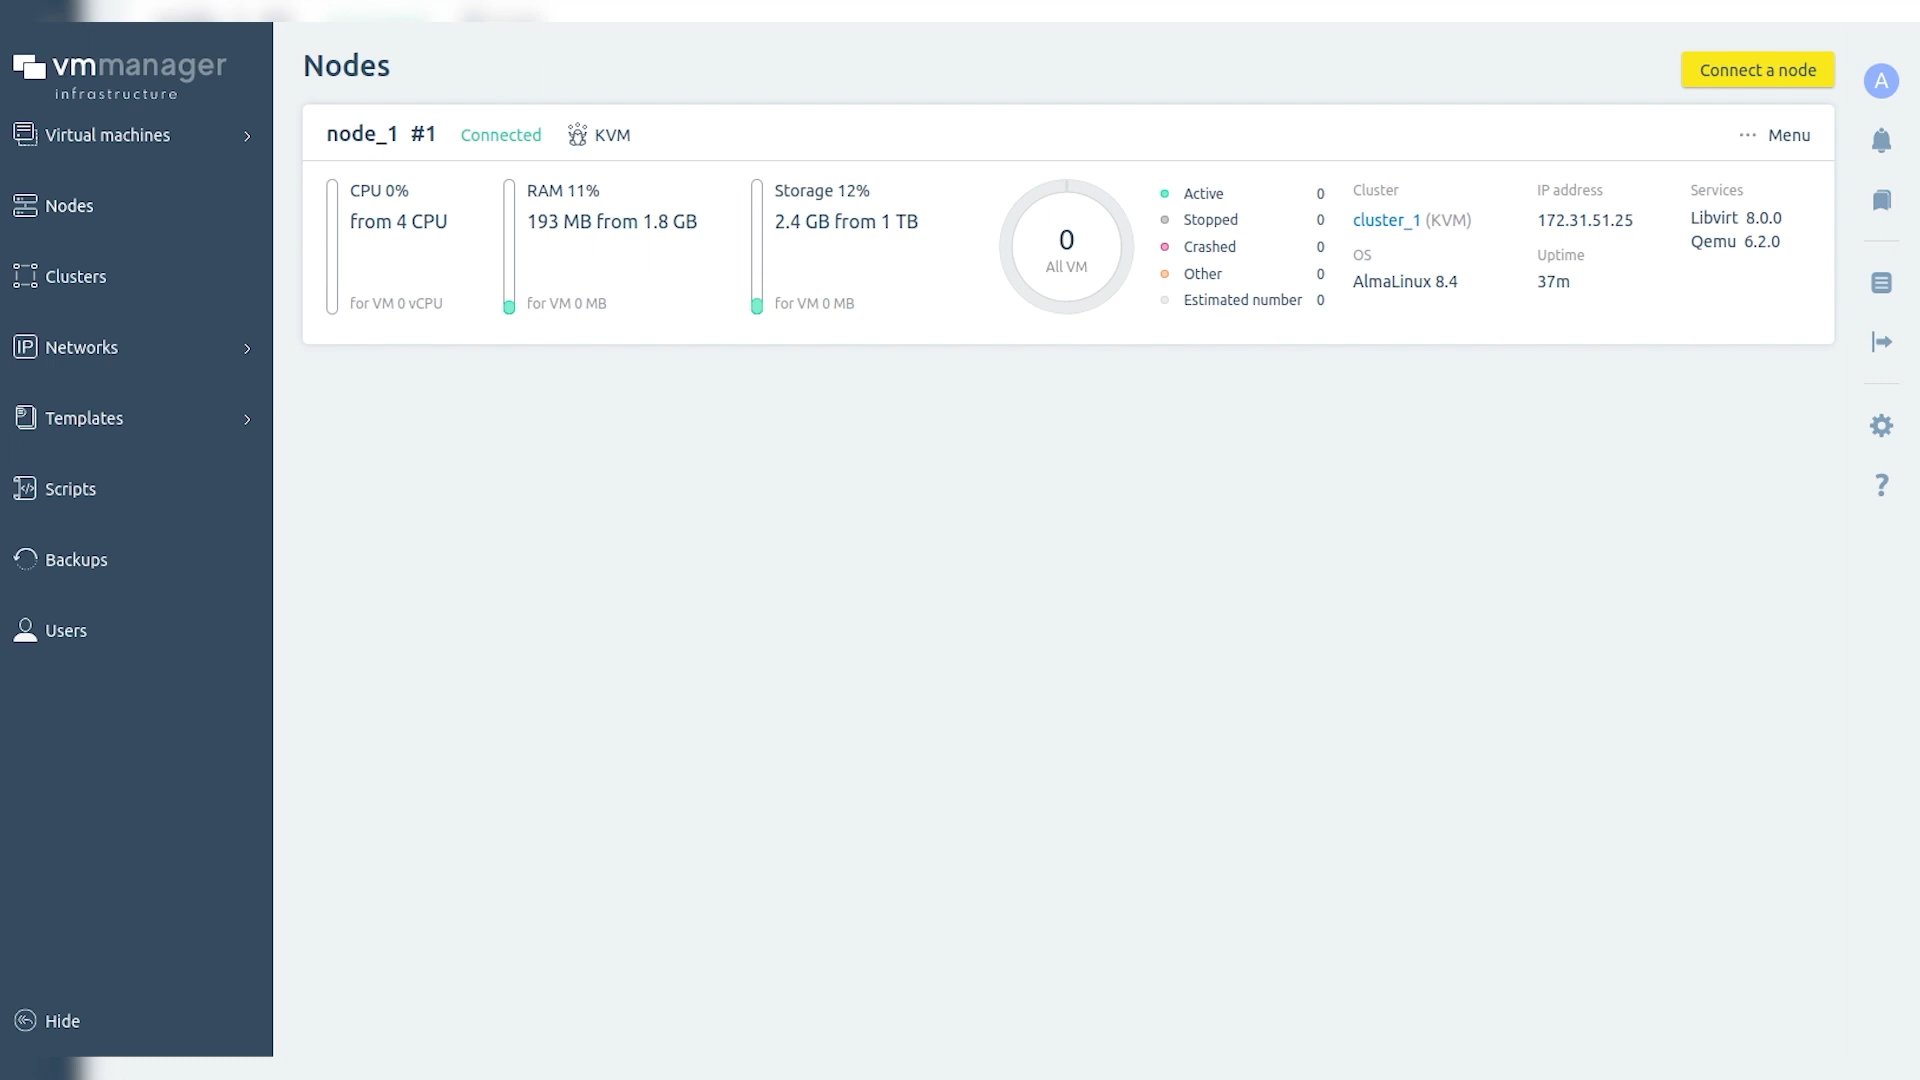 vmmanager
infrastructure
Virtual machines
Nodes
Clusters
IP Networks
Templates
Scripts
Backups
Users
Hide
Nodes
Connect a node
node_1 #1 Connected KVM
··· Menu
CPU 0%
from 4 CPU
for VM 0 vCPU
RAM 11%
193 MB from 1.8 GB
for VM 0 MB
Storage 12%
2.4 GB from 1 TB
for VM 0 MB
0
All VM
Active 0
Stopped 0
Crashed 0
Other 0
Estimated number 0
Cluster
cluster_1 (KVM)
OS
AlmaLinux 8.4
IP address
172.31.51.25
Uptime
37m
Services
Libvirt 8.0.0
Qemu 6.2.0
A
?